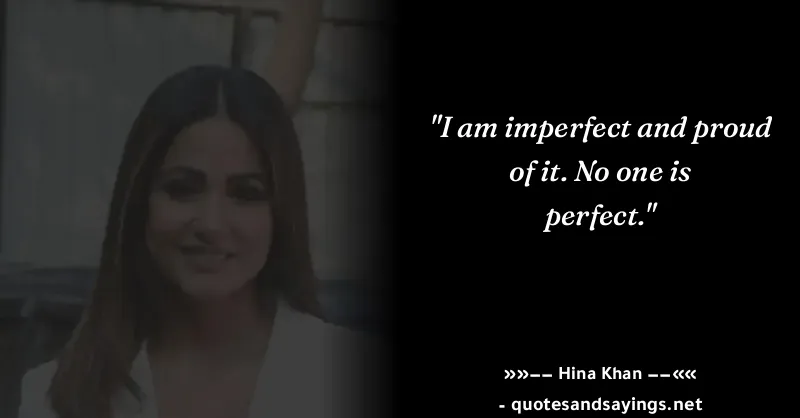 "I am imperfect and proud
of it. No one is
perfect."
»»–– Hina Khan ––««
- quotesandsayings.net